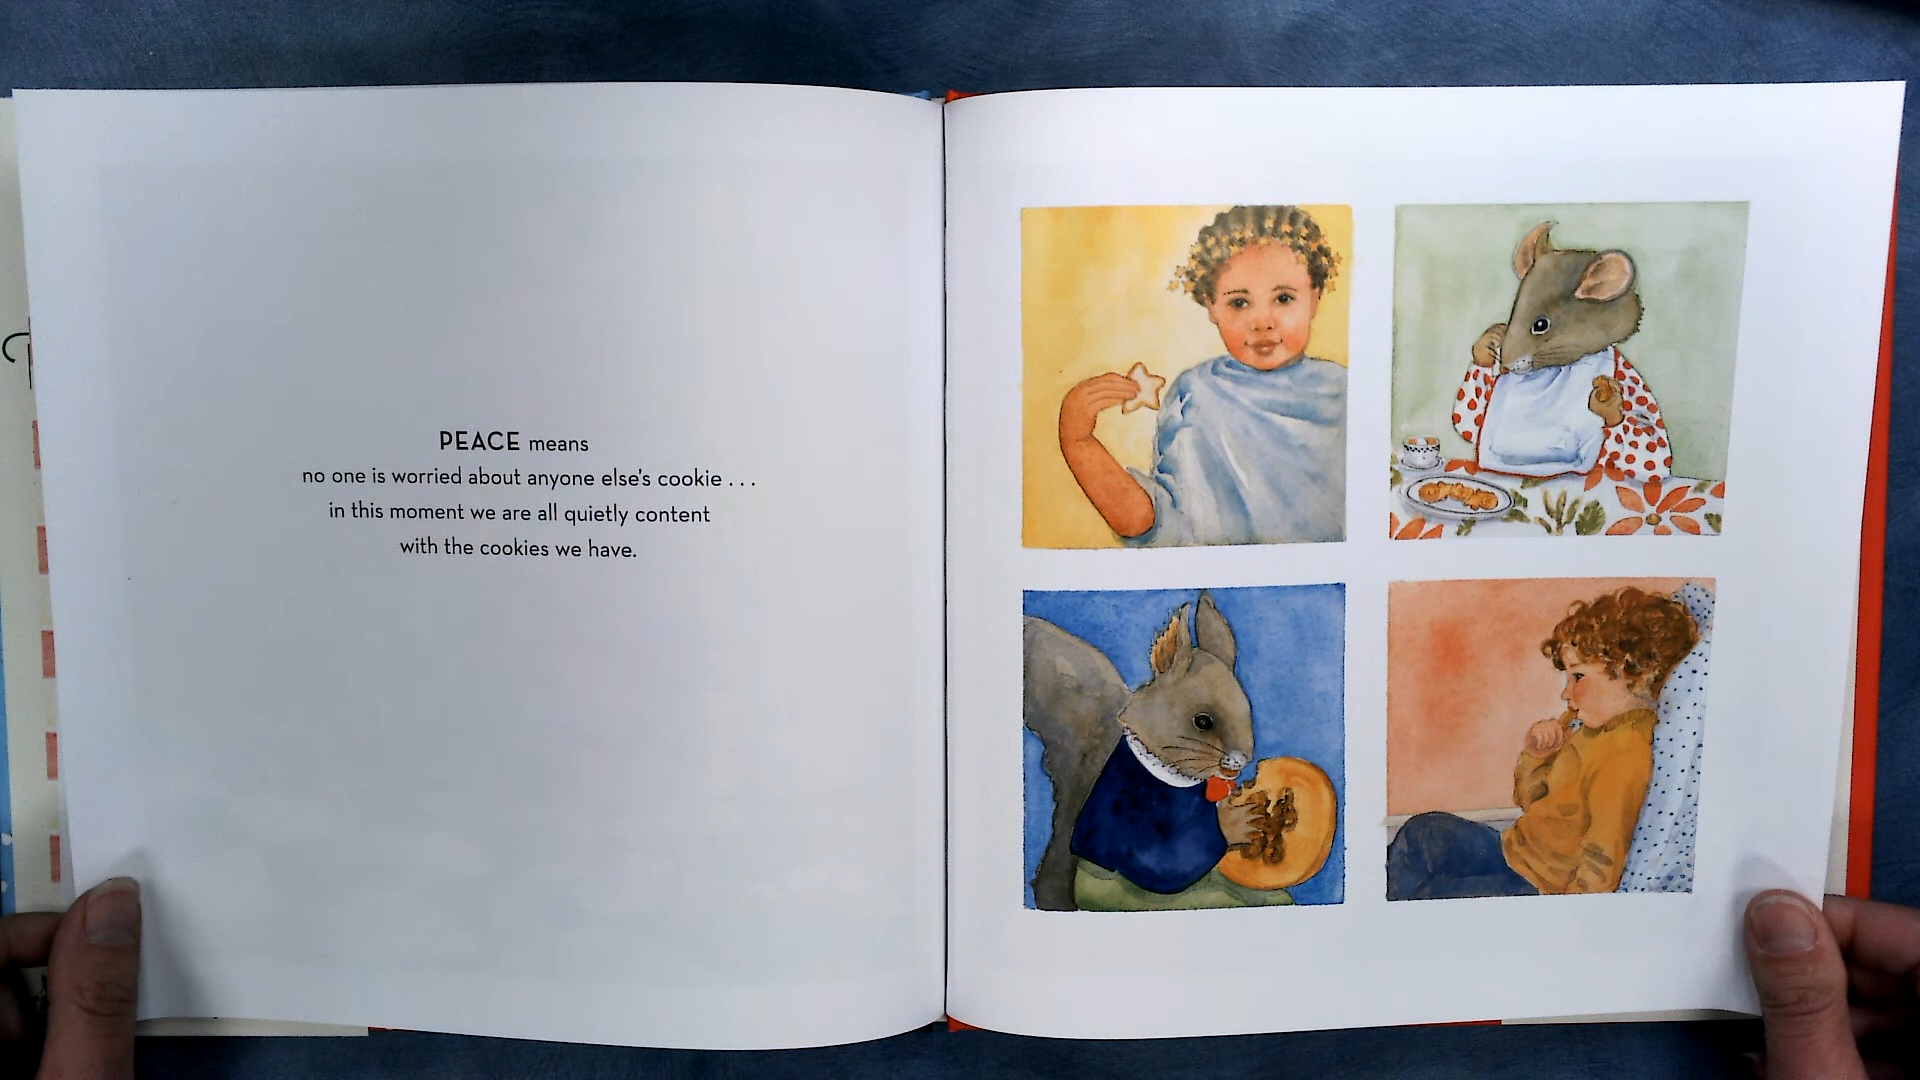 PEACE means
no one is worried about anyone else's cookie . . .
in this moment we are all quietly content
with the cookies we have.